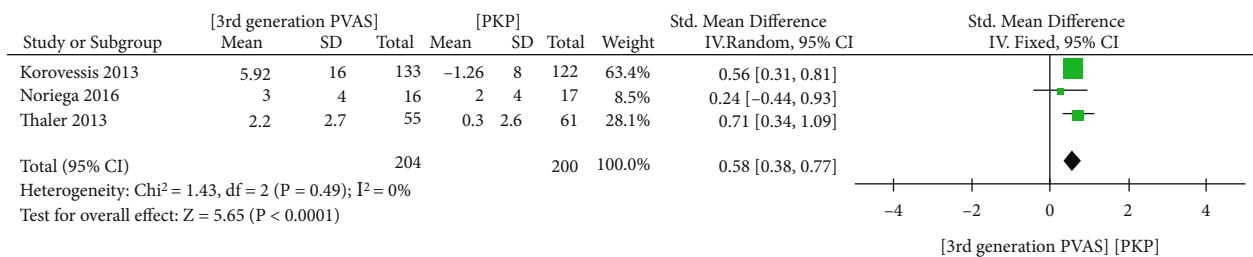 [3rd generation PVAS] [PKP] Std. Mean Difference Std. Mean Difference
Study or Subgroup Mean SD Total Mean SD Total Weight IV.Random, 95% CI IV. Fixed, 95% CI
Korovessis 2013 5.92 16 133 −1.26 8 122 63.4% 0.56 [0.31, 0.81]
Noriega 2016 3 4 16 2 4 17 8.5% 0.24 [−0.44, 0.93]
Thaler 2013 2.2 2.7 55 0.3 2.6 61 28.1% 0.71 [0.34, 1.09]
Total (95% CI) 204 200 100.0% 0.58 [0.38, 0.77]
Heterogeneity: Chi² = 1.43, df = 2 (P = 0.49); I² = 0%
Test for overall effect: Z = 5.65 (P < 0.0001)
−4 −2 0 2 4
[3rd generation PVAS] [PKP]